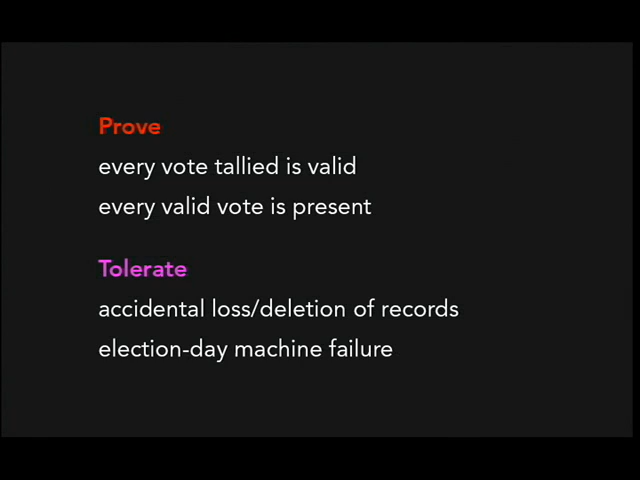 Prove
every vote tallied is valid
every valid vote is present
Tolerate
accidental loss/deletion of records
election-day machine failure